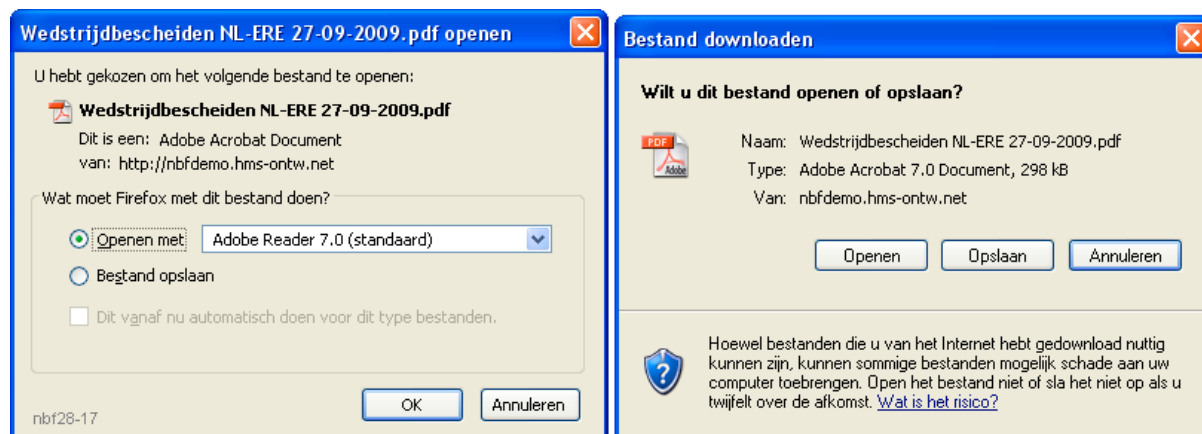 Wedstrijdbescheiden NL-ERE 27-09-2009.pdf openen
U hebt gekozen om het volgende bestand te openen:
Wedstrijdbescheiden NL-ERE 27-09-2009.pdf
Dit is een: Adobe Acrobat Document
van: http://nbfdemo.hms-ontw.net
Wat moet Firefox met dit bestand doen?
Openen met
Adobe Reader 7.0 (standaard)
Bestand opslaan
Dit vanaf nu automatisch doen voor dit type bestanden.
OK
Annuleren
nbf28-17
Bestand downloaden
Wilt u dit bestand openen of opslaan?
PDF
Adobe
Naam: Wedstrijdbescheiden NL-ERE 27-09-2009.pdf
Type: Adobe Acrobat 7.0 Document, 298 kB
Van: nbfdemo.hms-ontw.net
Openen
Opslaan
Annuleren
Hoewel bestanden die u van het Internet hebt gedownload nuttig
kunnen zijn, kunnen sommige bestanden mogelijk schade aan uw
computer toebrengen. Open het bestand niet of sla het niet op als u
twijfelt over de afkomst. Wat is het risico?